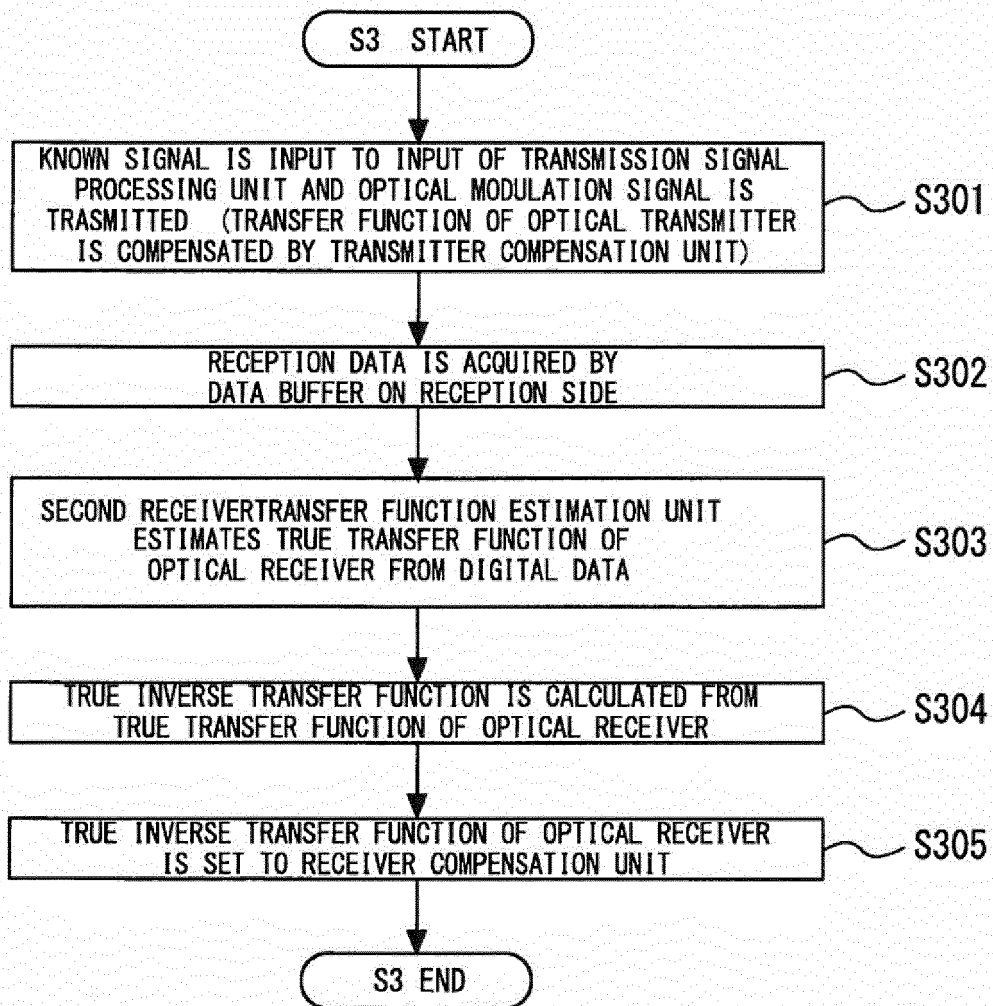 S3 START
KNOWN SIGNAL IS INPUT TO INPUT OF TRANSMISSION SIGNAL
PROCESSING UNIT AND OPTICAL MODULATION SIGNAL IS
TRASMITTED (TRANSFER FUNCTION OF OPTICAL TRANSMITTER
IS COMPENSATED BY TRANSMITTER COMPENSATION UNIT)
S301
RECEPTION DATA IS ACQUIRED BY
DATA BUFFER ON RECEPTION SIDE
S302
SECOND RECEIVERTRANSFER FUNCTION ESTIMATION UNIT
ESTIMATES TRUE TRANSFER FUNCTION OF
OPTICAL RECEIVER FROM DIGITAL DATA
S303
TRUE INVERSE TRANSFER FUNCTION IS CALCULATED FROM
TRUE TRANSFER FUNCTION OF OPTICAL RECEIVER
S304
TRUE INVERSE TRANSFER FUNCTION OF OPTICAL RECEIVER
IS SET TO RECEIVER COMPENSATION UNIT
S305
S3 END